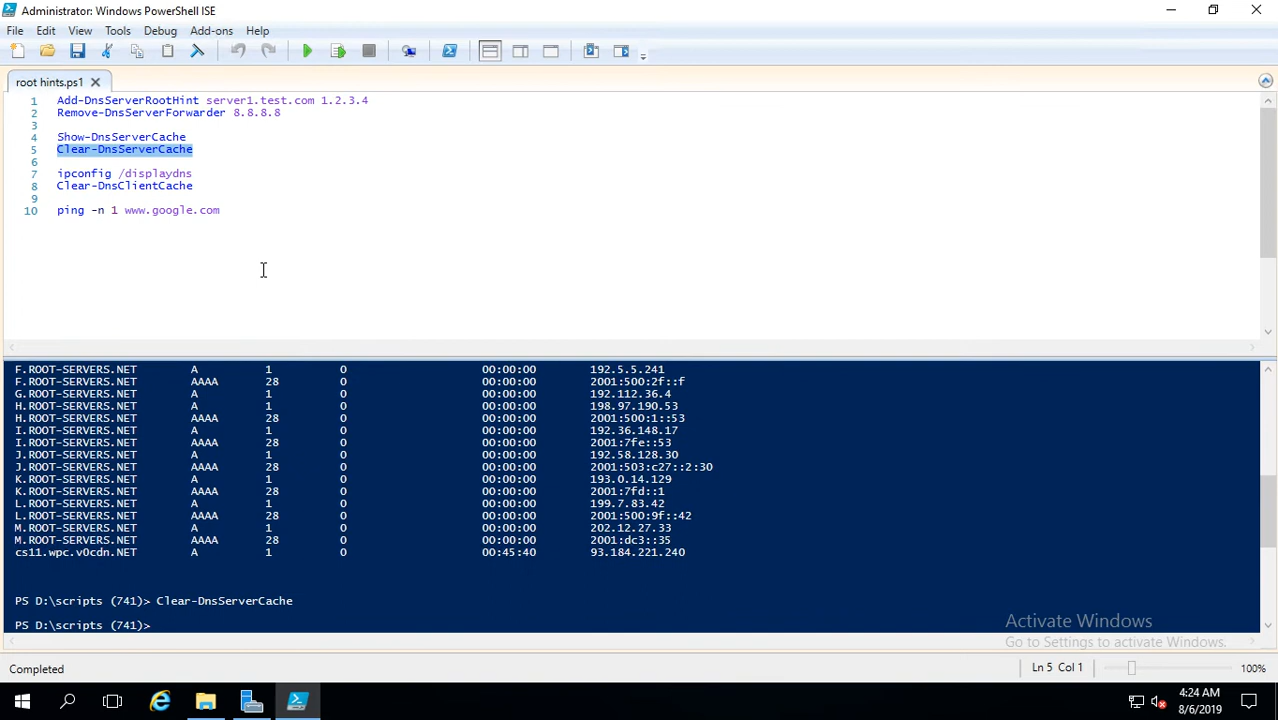 Administrator: Windows PowerShell ISE
File Edit View Tools Debug Add-ons Help
root hints.ps1
1 Add-DnsServerRootHint server1.test.com 1.2.3.4
2 Remove-DnsServerForwarder 8.8.8.8
3
4 Show-DnsServerCache
5 Clear-DnsServerCache
6
7 ipconfig /displaydns
8 Clear-DnsClientCache
9
10 ping -n 1 www.google.com
F.ROOT-SERVERS.NET A 1 0 00:00:00 192.5.5.241
F.ROOT-SERVERS.NET AAAA 28 0 00:00:00 2001:500:2f::f
G.ROOT-SERVERS.NET A 1 0 00:00:00 192.112.36.4
H.ROOT-SERVERS.NET A 1 0 00:00:00 198.97.190.53
H.ROOT-SERVERS.NET AAAA 28 0 00:00:00 2001:500:1::53
I.ROOT-SERVERS.NET A 1 0 00:00:00 192.36.148.17
I.ROOT-SERVERS.NET AAAA 28 0 00:00:00 2001:7fe::53
J.ROOT-SERVERS.NET A 1 0 00:00:00 192.58.128.30
J.ROOT-SERVERS.NET AAAA 28 0 00:00:00 2001:503:c27::2:30
K.ROOT-SERVERS.NET A 1 0 00:00:00 193.0.14.129
K.ROOT-SERVERS.NET AAAA 28 0 00:00:00 2001:7fd::1
L.ROOT-SERVERS.NET A 1 0 00:00:00 199.7.83.42
L.ROOT-SERVERS.NET AAAA 28 0 00:00:00 2001:500:9f::42
M.ROOT-SERVERS.NET A 1 0 00:00:00 202.12.27.33
M.ROOT-SERVERS.NET AAAA 28 0 00:00:00 2001:dc3::35
cs11.wpc.v0cdn.NET A 1 0 00:45:40 93.184.221.240
PS D:\scripts (741)> Clear-DnsServerCache
PS D:\scripts (741)>
Activate Windows
Go to Settings to activate Windows.
Completed Ln 5 Col 1 100%
4:24 AM
8/6/2019